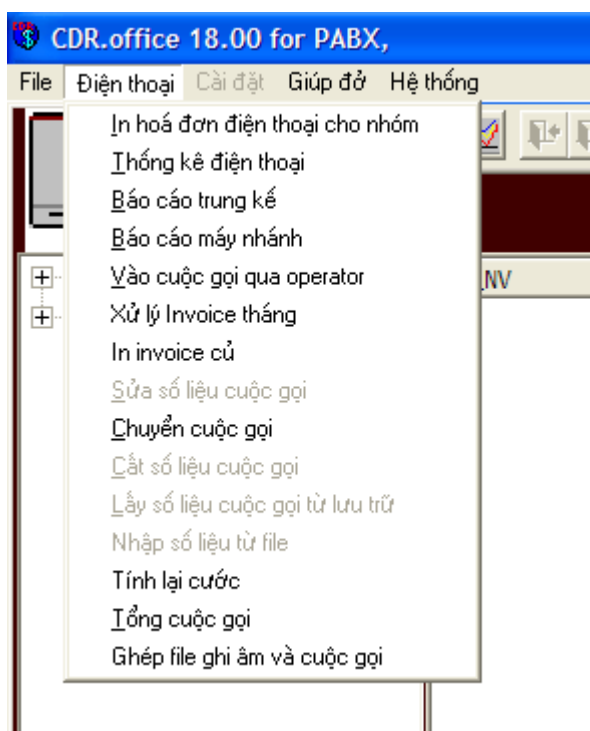 CDR.office 18.00 for PABX,
File Điện thoại Cài đặt Giúp đở Hệ thống
In hoá đơn điện thoại cho nhóm
Thống kê điện thoại
Báo cáo trung kế
Báo cáo máy nhánh
Vào cuộc gọi qua operator
Xử lý Invoice tháng
In invoice củ
Sửa số liệu cuộc gọi
Chuyển cuộc gọi
Cắt số liệu cuộc gọi
Lấy số liệu cuộc gọi từ lưu trữ
Nhập số liệu từ file
Tính lại cước
Tổng cuộc gọi
Ghép file ghi âm và cuộc gọi
_NV